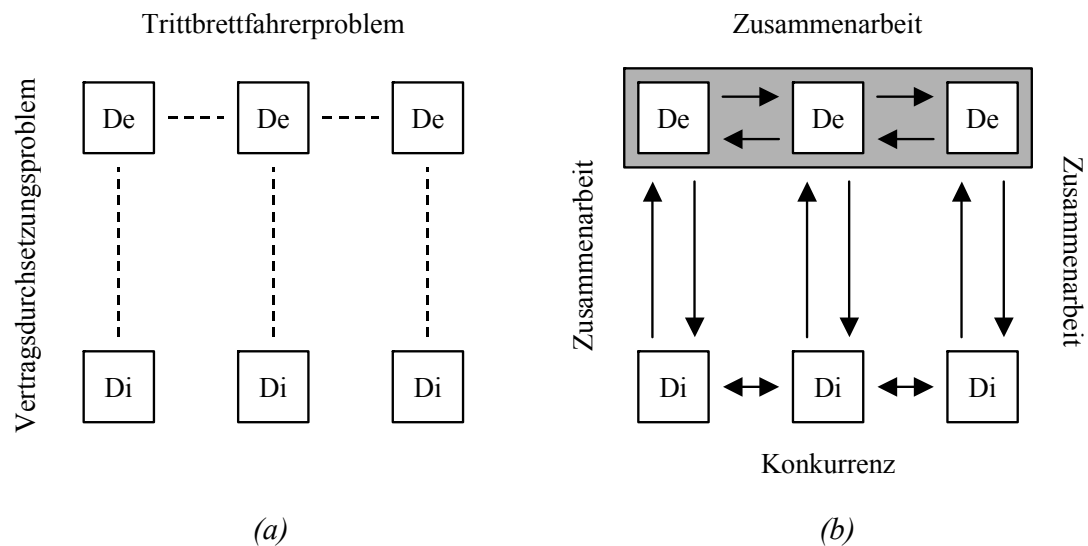 Trittbrettfahrerproblem
Vertragsdurchsetzungsproblem
De De De
Di Di Di
(a)
Zusammenarbeit
De De De
Zusammenarbeit
Zusammenarbeit
Di Di Di
Konkurrenz
(b)